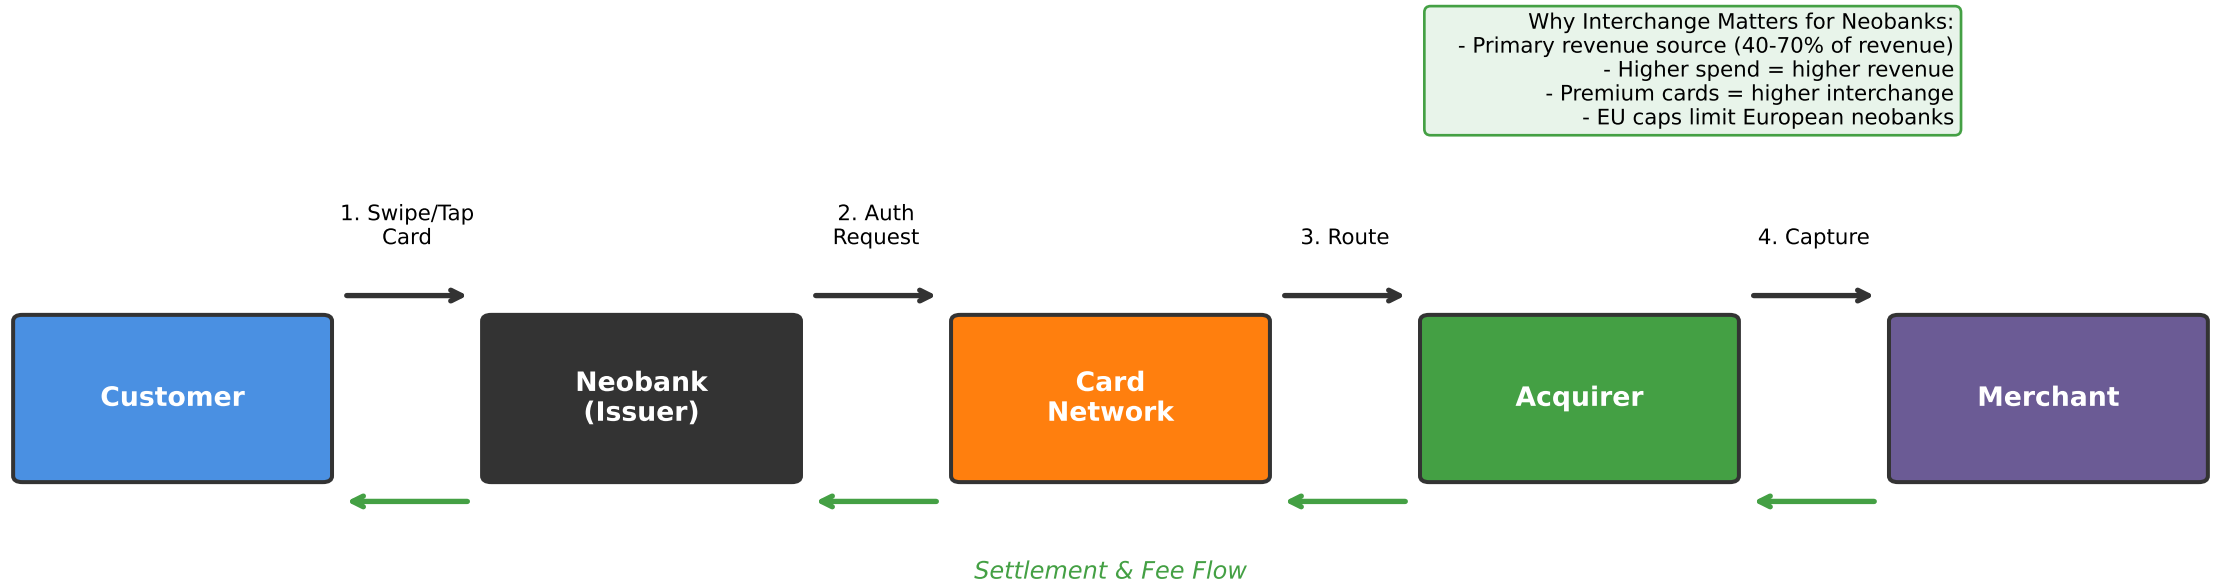 Why Interchange Matters for Neobanks:
- Primary revenue source (40-70% of revenue)
- Higher spend = higher revenue
- Premium cards = higher interchange
- EU caps limit European neobanks
1. Swipe/Tap
Card
2. Auth
Request
3. Route
4. Capture
Customer
Neobank
(Issuer)
Card
Network
Acquirer
Merchant
Settlement & Fee Flow